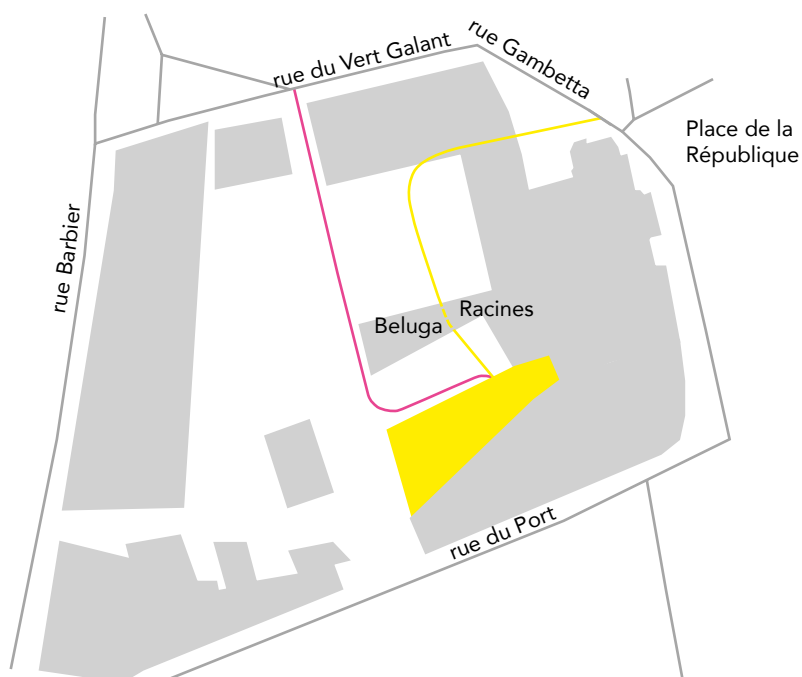 rue du Vert Galant
rue Gambetta
Place de la
République
rue Barbier
Racines
Beluga
rue du Port